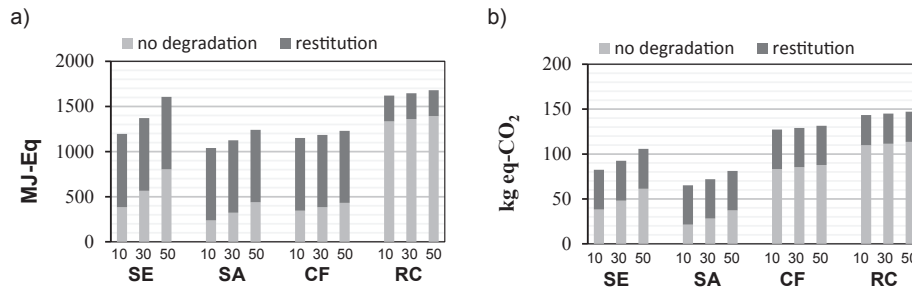 a)
no degradation restitution
2000
1500
1000
500
0
MJ-Eq
10 30 50 10 30 50 10 30 50 10 30 50
SE SA CF RC
b)
no degradation restitution
200
150
100
50
0
kg eq-CO2
10 30 50 10 30 50 10 30 50 10 30 50
SE SA CF RC